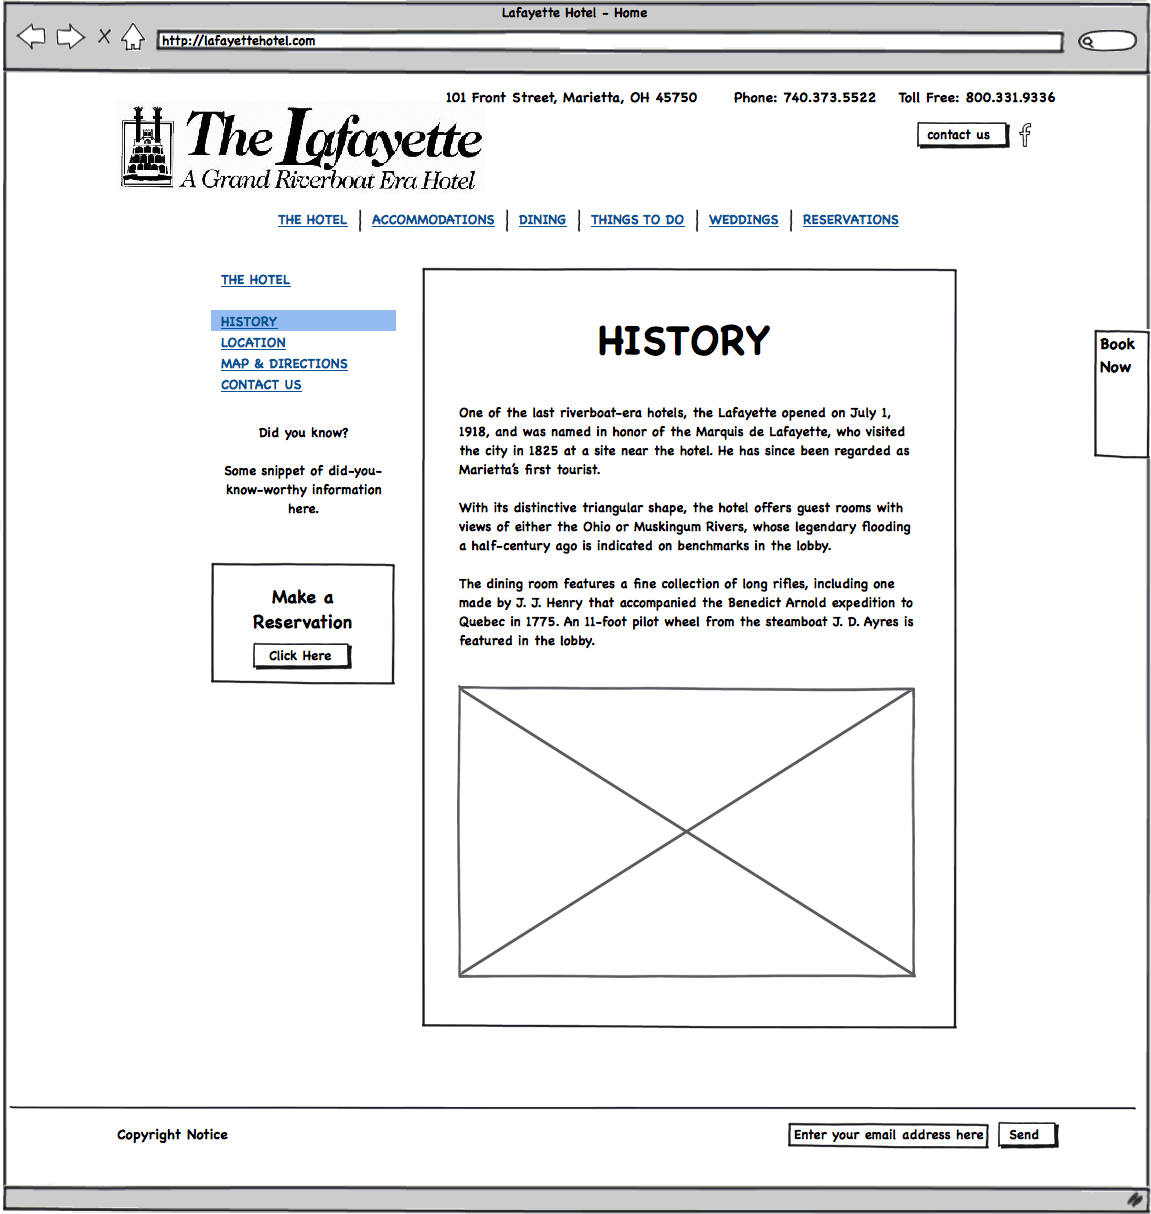 Lafayette Hotel - Home
http://lafayettehotel.com
101 Front Street, Marietta, OH 45750 Phone: 740.373.5522 Toll Free: 800.331.9336
The Lafayette
A Grand Riverboat Era Hotel
contact us f
THE HOTEL | ACCOMMODATIONS | DINING | THINGS TO DO | WEDDINGS | RESERVATIONS
THE HOTEL
HISTORY
LOCATION
MAP & DIRECTIONS
CONTACT US
Did you know?
Some snippet of did-you-
know-worthy information
here.
Make a
Reservation
Click Here
HISTORY
One of the last riverboat-era hotels, the Lafayette opened on July 1,
1918, and was named in honor of the Marquis de Lafayette, who visited
the city in 1825 at a site near the hotel. He has since been regarded as
Marietta's first tourist.
With its distinctive triangular shape, the hotel offers guest rooms with
views of either the Ohio or Muskingum Rivers, whose legendary flooding
a half-century ago is indicated on benchmarks in the lobby.
The dining room features a fine collection of long rifles, including one
made by J. J. Henry that accompanied the Benedict Arnold expedition to
Quebec in 1775. An 11-foot pilot wheel from the steamboat J. D. Ayres is
featured in the lobby.
Book
Now
Copyright Notice
Enter your email address here Send